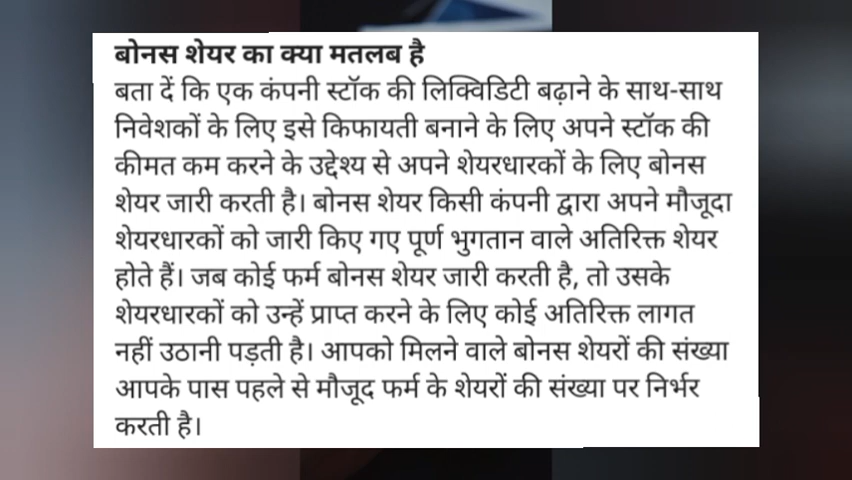 बोनस शेयर का क्या मतलब है
बता दें कि एक कंपनी स्टॉक की लिक्विडिटी बढ़ाने के साथ-साथ
निवेशकों के लिए इसे किफायती बनाने के लिए अपने स्टॉक की
कीमत कम करने के उद्देश्य से अपने शेयरधारकों के लिए बोनस
शेयर जारी करती है। बोनस शेयर किसी कंपनी द्वारा अपने मौजूदा
शेयरधारकों को जारी किए गए पूर्ण भुगतान वाले अतिरिक्त शेयर
होते हैं। जब कोई फर्म बोनस शेयर जारी करती है, तो उसके
शेयरधारकों को उन्हें प्राप्त करने के लिए कोई अतिरिक्त लागत
नहीं उठानी पड़ती है। आपको मिलने वाले बोनस शेयरों की संख्या
आपके पास पहले से मौजूद फर्म के शेयरों की संख्या पर निर्भर
करती है।